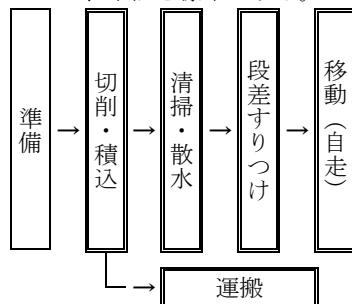 準備
→
切削・積込
→
清掃・散水
→
段差すりつけ
→
移動（自走）
→
運搬